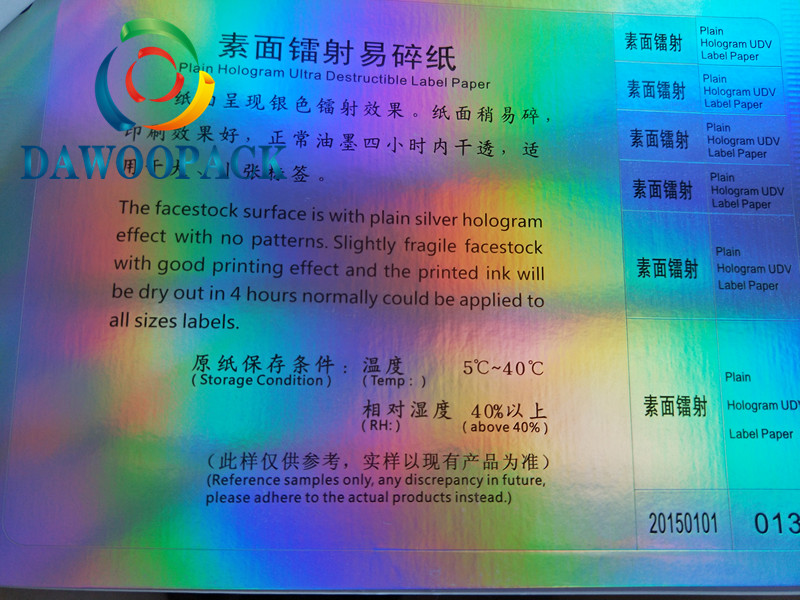 素面镭射易碎纸
Plain Hologram Ultra Destructible Label Paper
呈现银色镭射效果。纸面稍易碎，
印刷效果好，正常油墨四小时内干透，适
张标签。
DAWOOPACK
The facestock surface is with plain silver hologram
effect with no patterns. Slightly fragile facestock
with good printing effect and the printed ink will
be dry out in 4 hours normally could be applied to
all sizes labels.
原纸保存条件：温度 5℃~40℃
(Storage Condition) (Temp: )
相对湿度 40%以上
(RH:) (above 40%)
(此样仅供参考，实样以现有产品为准)
(Reference samples only, any discrepancy in future,
please adhere to the actual products instead.)
素面镭射
Plain
Hologram UDV
Label Paper
素面镭射
Plain
Hologram UDV
Label Paper
素面镭射
Plain
Hologram UDV
Label Paper
素面镭射
Plain
Hologram UDV
Label Paper
素面镭射
Plain
Hologram UDV
Label Paper
素面镭射
Plain
Hologram UDV
Label Paper
20150101 013